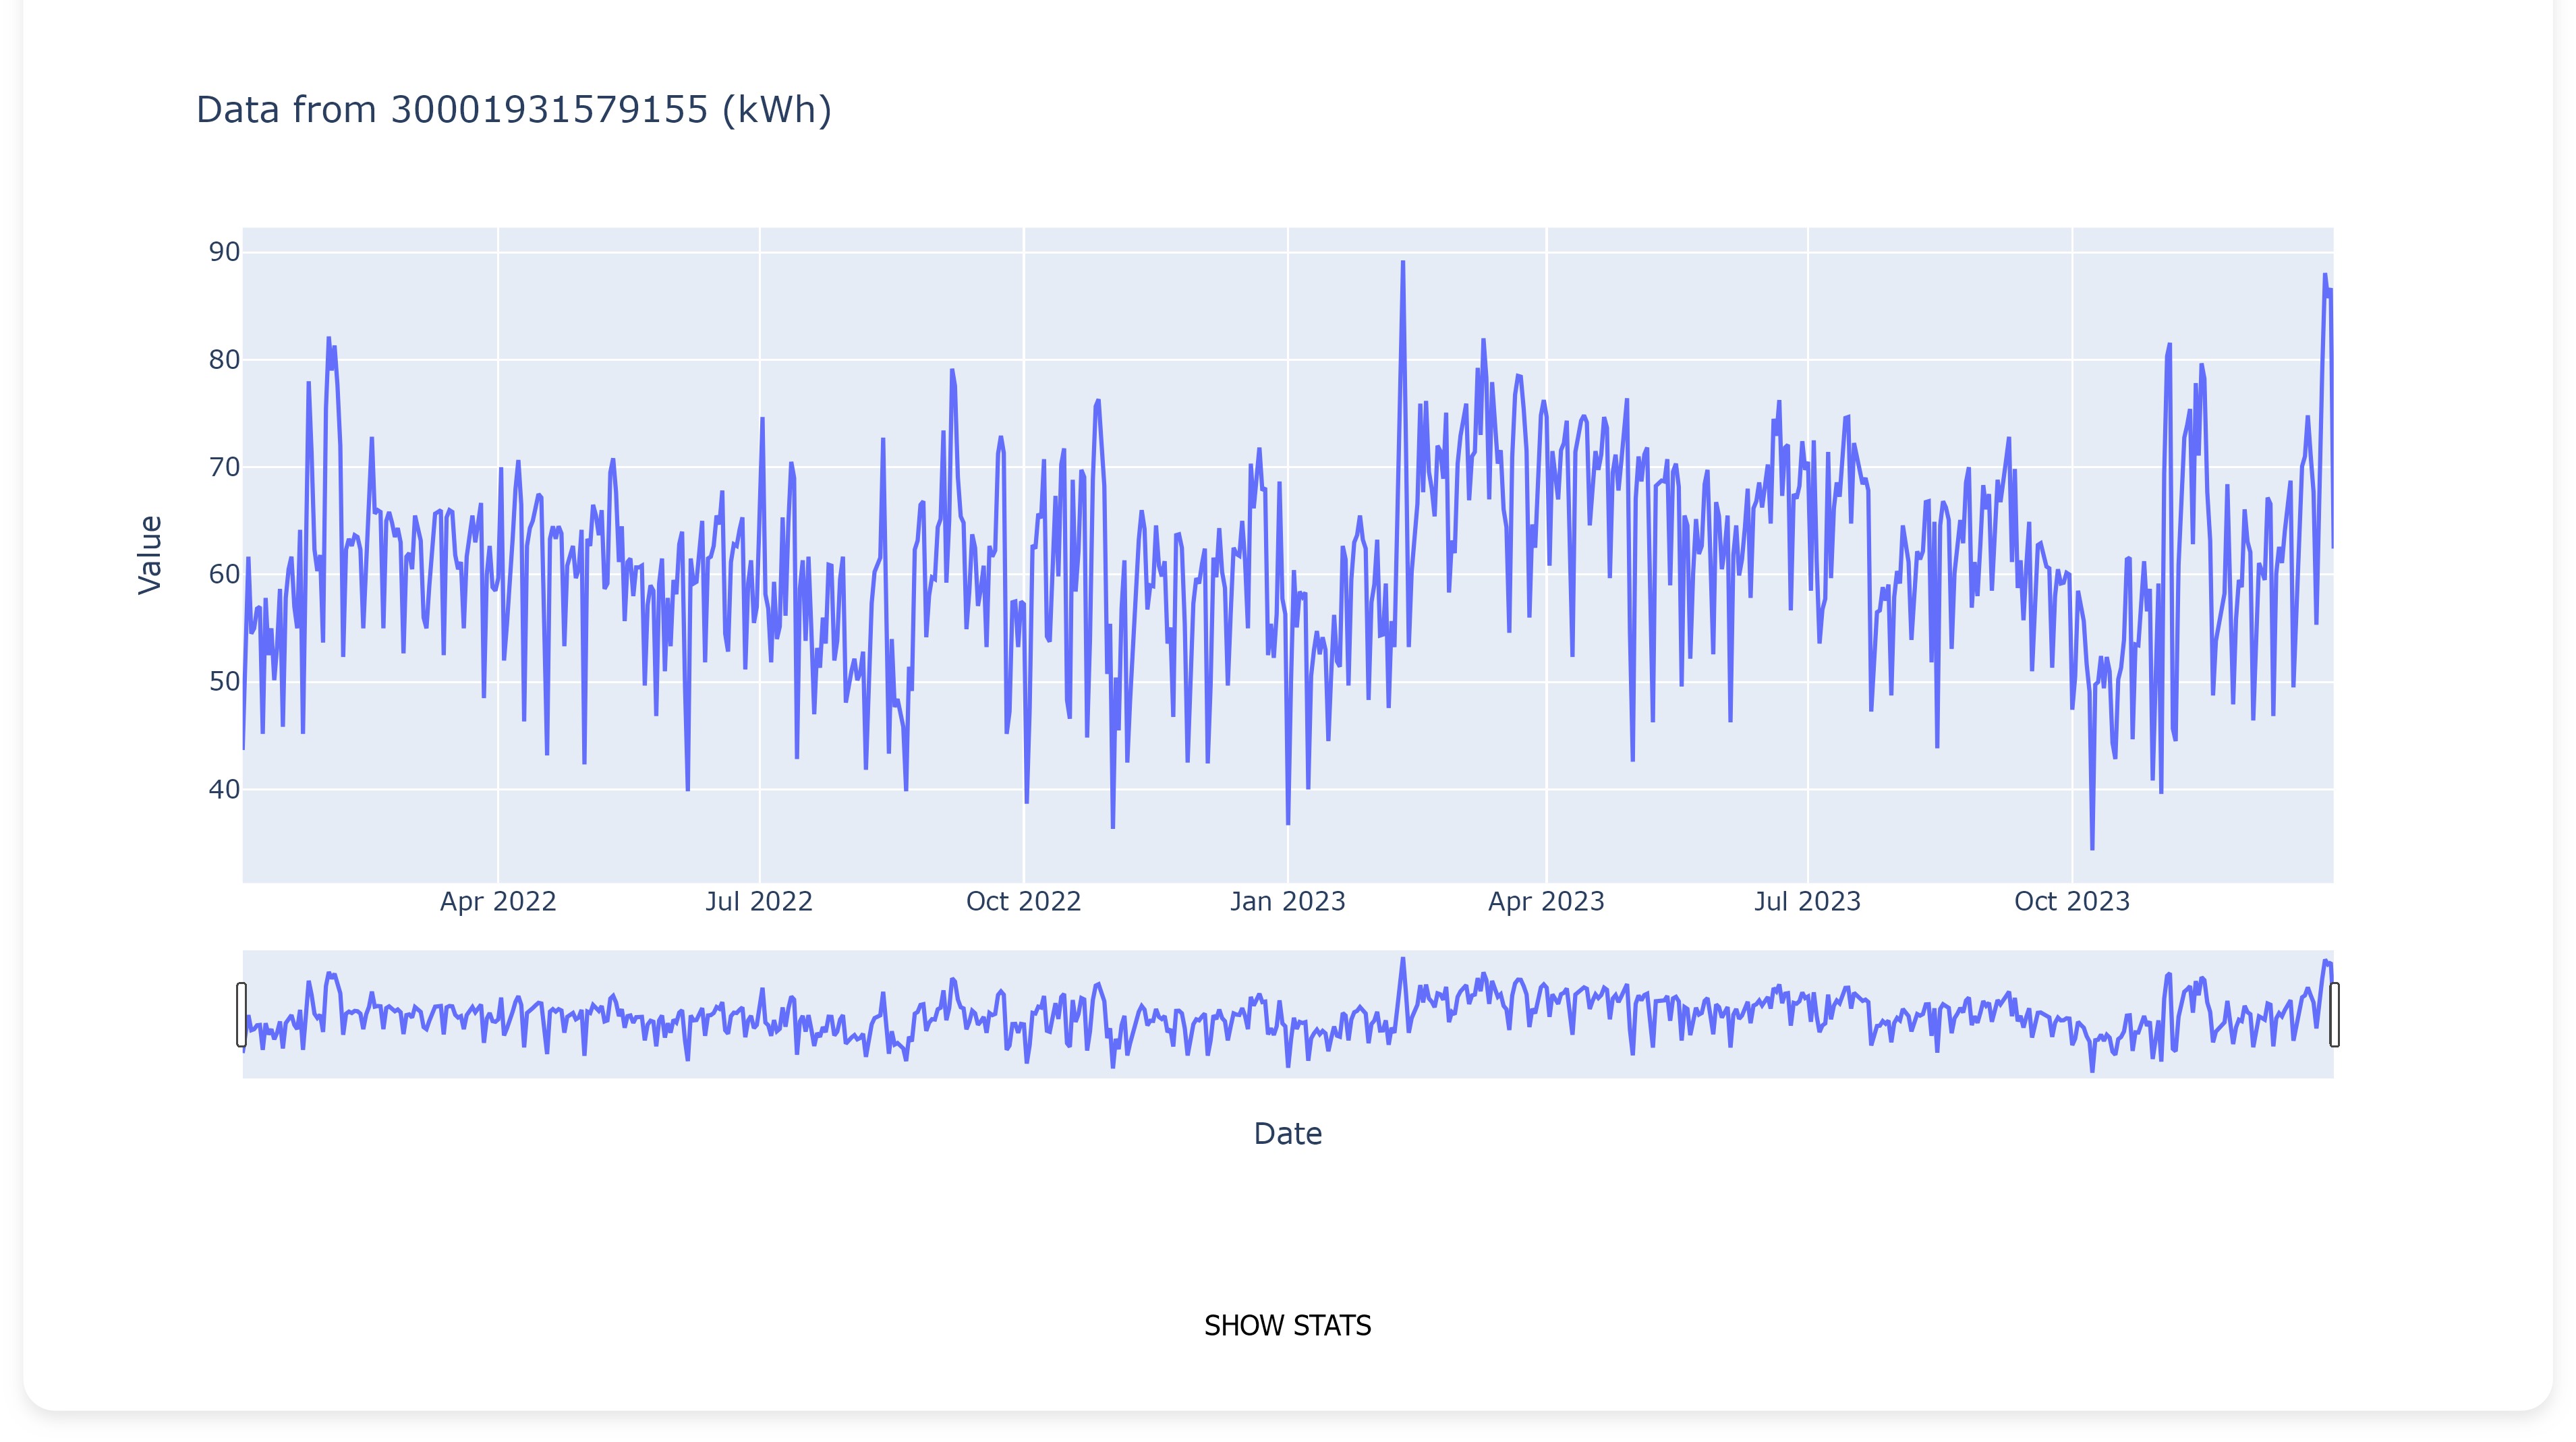 Data from 30001931579155 (kWh)
90
80
70
60
50
40
Value
Apr 2022
Jul 2022
Oct 2022
Jan 2023
Apr 2023
Jul 2023
Oct 2023
Date
SHOW STATS